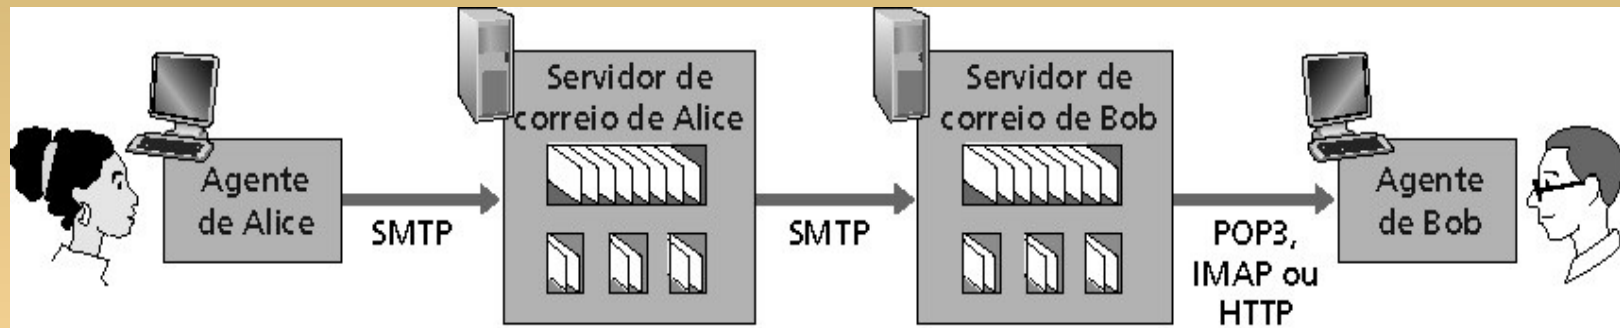 Agente
de Alice
SMTP
Servidor de
correio de Alice
SMTP
Servidor de
correio de Bob
POP3,
IMAP ou
HTTP
Agente
de Bob